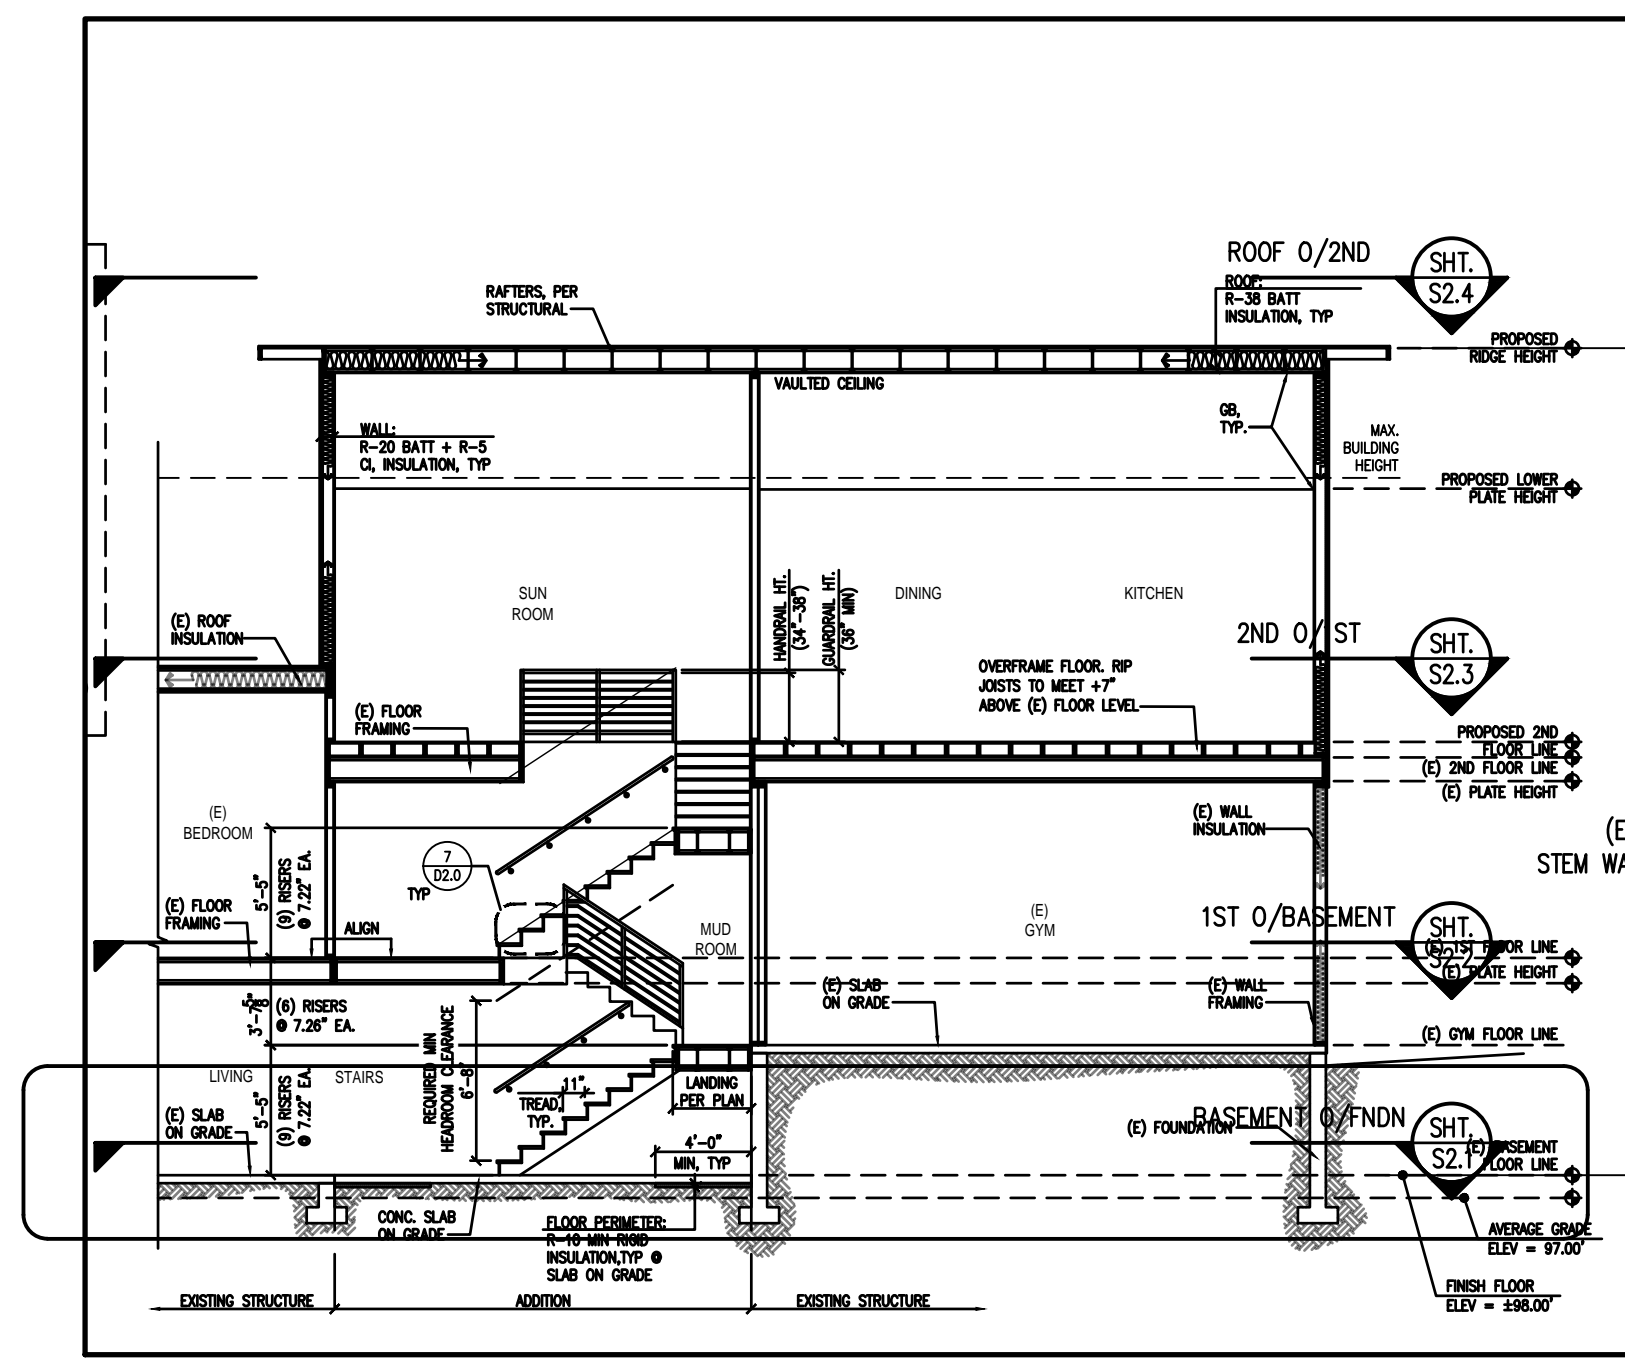 ROOF O/2ND
SHT.
S2.4
ROOF:
R-38 BATT
INSULATION, TYP
RAFTERS, PER
STRUCTURAL
PROPOSED
RIDGE HEIGHT
VAULTED CEILING
GB,
TYP.
MAX.
BUILDING
HEIGHT
WALL:
R-20 BATT + R-5
CI, INSULATION, TYP
PROPOSED LOWER
PLATE HEIGHT
SUN
ROOM
HANDRAIL HT.
(34"-38")
GUARDRAIL HT.
(36" MIN)
DINING
KITCHEN
(E) ROOF
INSULATION
2ND O/ ST
SHT.
S2.3
OVERFRAME FLOOR. RIP
JOISTS TO MEET +7"
ABOVE (E) FLOOR LEVEL
(E) FLOOR
FRAMING
PROPOSED 2ND
FLOOR LINE
(E) 2ND FLOOR LINE
(E) PLATE HEIGHT
(E)
BEDROOM
(E) WALL
INSULATION
(E
STEM WA
7
D2.0
TYP
5'-5"
(9) RISERS
@ 7.22" EA.
(E) FLOOR
FRAMING
ALIGN
MUD
ROOM
(E)
GYM
1ST O/BASEMENT
SHT.
S2.2
(E) 1ST FLOOR LINE
(E) PLATE HEIGHT
(E) SLAB
ON GRADE
(E) WALL
FRAMING
(6) RISERS
@ 7.26" EA.
(E) GYM FLOOR LINE
REQUIRED MIN
HEADROOM CLEARANCE
6'-8"
LIVING
STAIRS
11"
TREAD,
TYP.
LANDING
PER PLAN
5'-5"
(9) RISERS
@ 7.22" EA.
(E) SLAB
ON GRADE
BASEMENT O/FNDN
SHT.
S2.1
(E) FOUNDATION
(E) BASEMENT
FLOOR LINE
4'-0"
MIN, TYP
CONC. SLAB
ON GRADE
FLOOR PERIMETER:
R-10 MIN RIGID
INSULATION,TYP @
SLAB ON GRADE
AVERAGE GRADE
ELEV = 97.00'
FINISH FLOOR
ELEV = ±98.00'
EXISTING STRUCTURE
ADDITION
EXISTING STRUCTURE